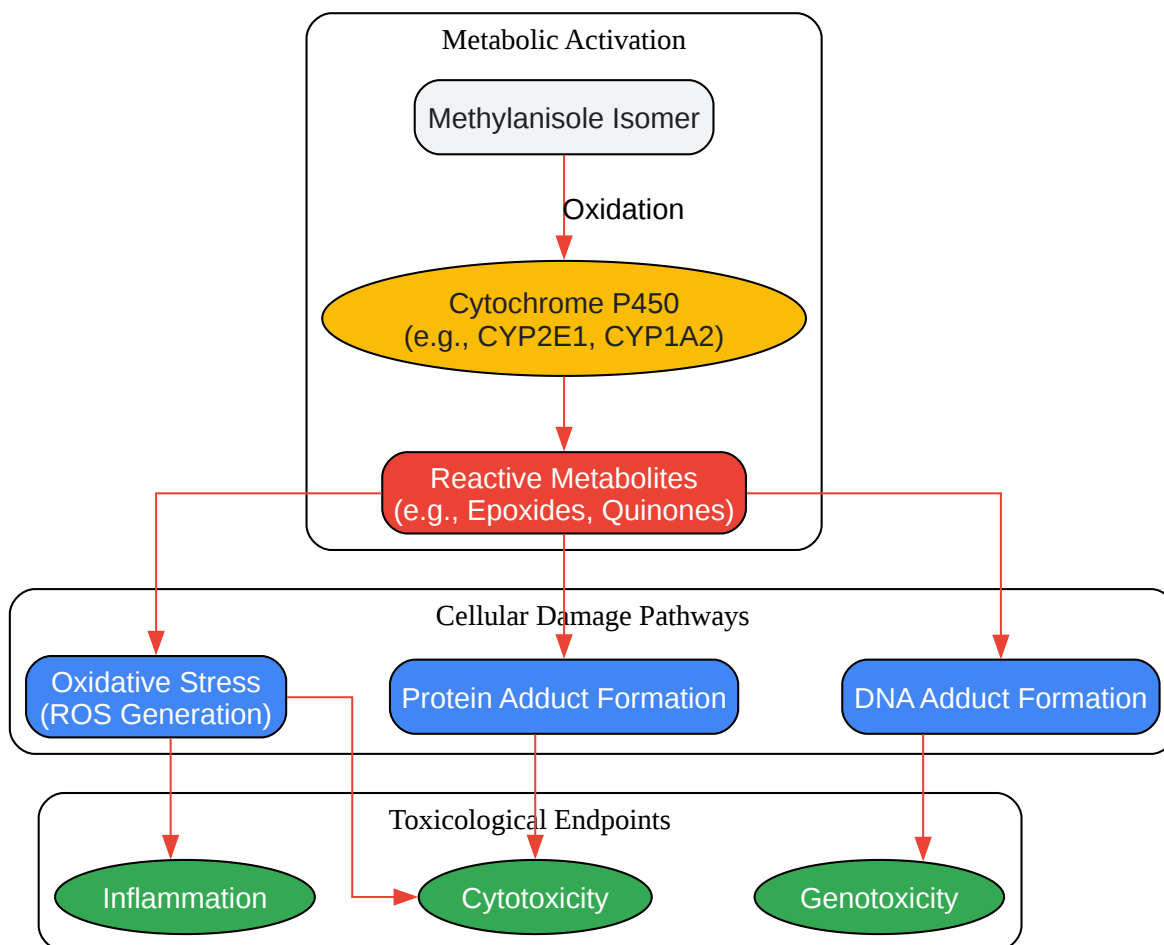 Metabolic Activation
Methylanisole Isomer
Oxidation
Cytochrome P450
(e.g., CYP2E1, CYP1A2)
Reactive Metabolites
(e.g., Epoxides, Quinones)
Cellular Damage Pathways
Oxidative Stress
(ROS Generation)
Protein Adduct Formation
DNA Adduct Formation
Toxicological Endpoints
Inflammation
Cytotoxicity
Genotoxicity